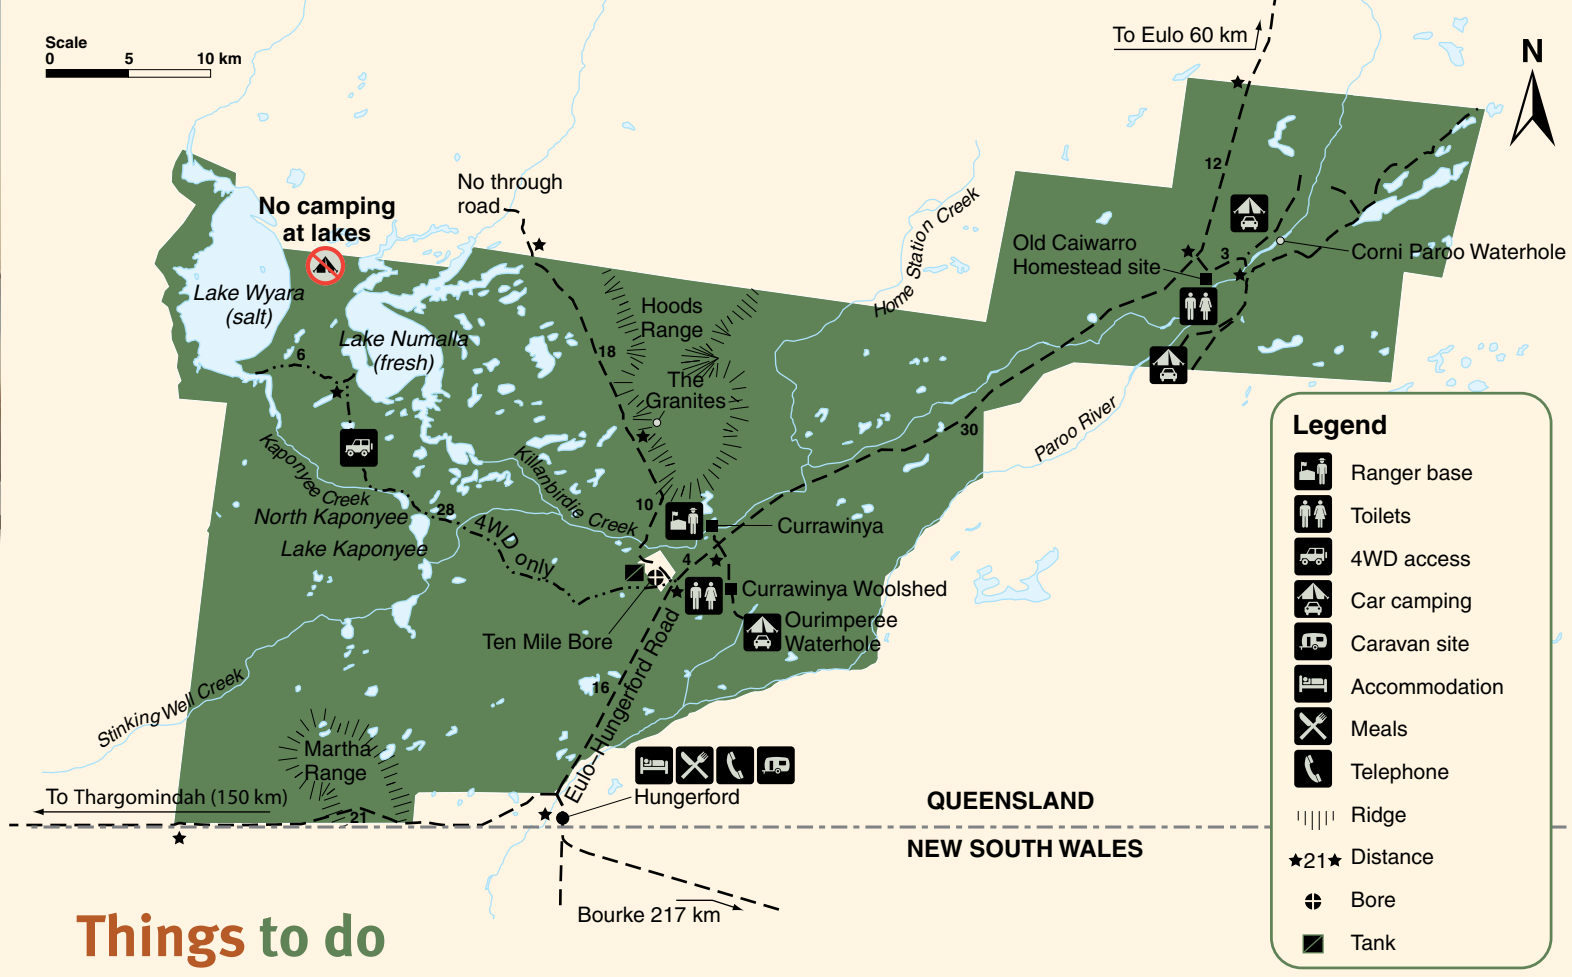 Scale
0 5 10 km
To Eulo 60 km
N
No through
road
No camping
at lakes
12
Lake Wyara
(salt)
Home Station Creek
Old Caiwarro
Homestead site
3
Corni Paroo Waterhole
Hoods
Range
Lake Numalla
(fresh)
6
18
The
Granites
30
Paroo River
Kaponyee Creek
Killanbirdie Creek
North Kaponyee
28
4WD only
10
Currawinya
Lake Kaponyee
Currawinya Woolshed
Ten Mile Bore
Ourimperee
Waterhole
Stinking Well Creek
16
Eulo–Hungerford Road
Martha
Range
To Thargomindah (150 km)
21
Hungerford
QUEENSLAND
NEW SOUTH WALES
Bourke 217 km
Legend
Ranger base
Toilets
4WD access
Car camping
Caravan site
Accommodation
Meals
Telephone
Ridge
21 Distance
Bore
Tank
Things to do